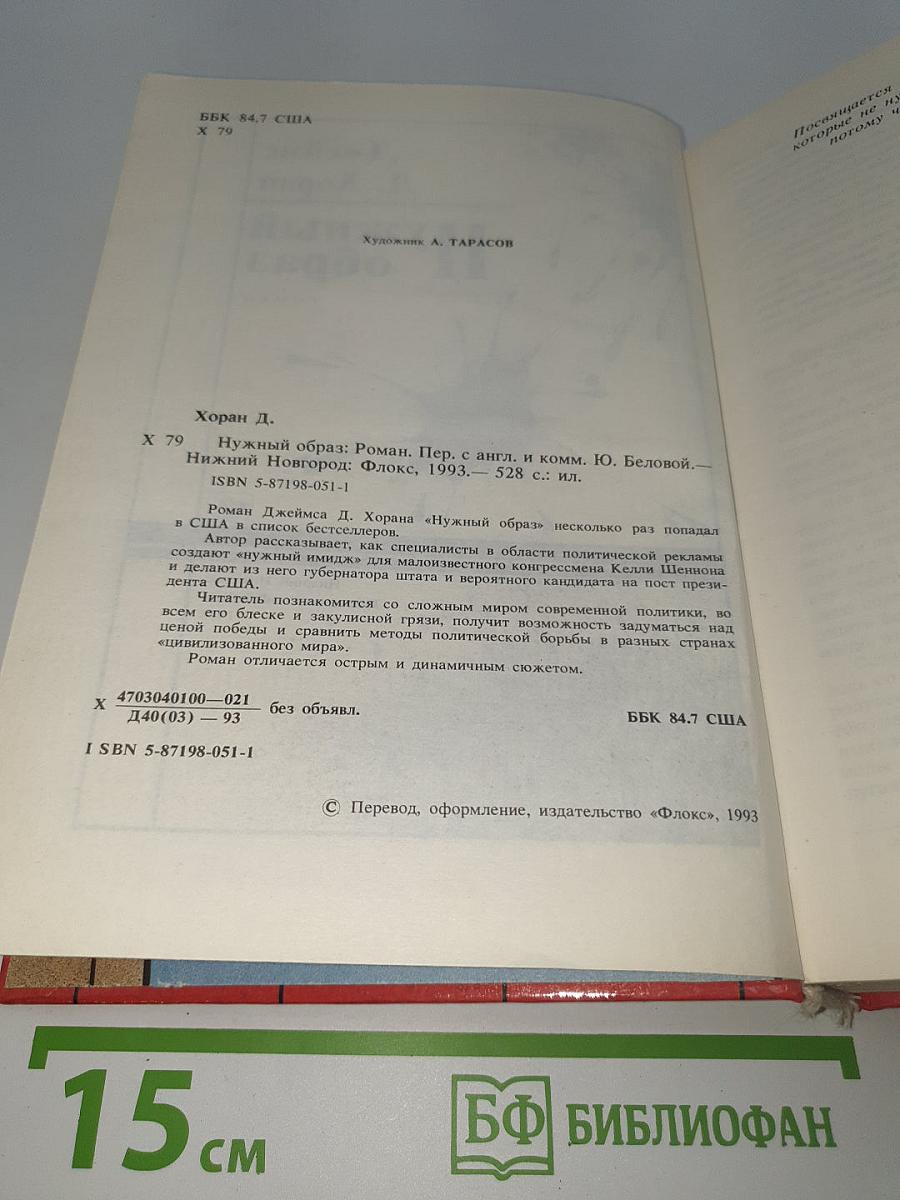 ББК 84,7 США
Х 79
Художник А. ТАРАСОВ
Хоран Д.
Х 79 Нужный образ: Роман. Пер. с англ. и комм. Ю. Беловой.—
Нижний Новгород: Флокс, 1993.— 528 с.: ил.
ISBN 5-87198-051-1
Роман Джеймса Д. Хорана «Нужный образ» несколько раз попадал
в США в список бестселлеров.
Автор рассказывает, как специалисты в области политической рекламы
создают «нужный имидж» для малоизвестного конгрессмена Келли Шеннона
и делают из него губернатора штата и вероятного кандидата на пост прези-
дента США.
Читатель познакомится со сложным миром современной политики, во
всем его блеске и закулисной грязи, получит возможность задуматься над
ценой победы и сравнить методы политической борьбы в разных странах
«цивилизованного мира».
Роман отличается острым и динамичным сюжетом.
Х 4703040100—021
Д40(03) — 93 без объявл.
ББК 84.7 США
I SBN 5-87198-051-1
© Перевод, оформление, издательство «Флокс», 1993
Посвящается
которые не
потому
15 см
БФ БИБЛИОФАН